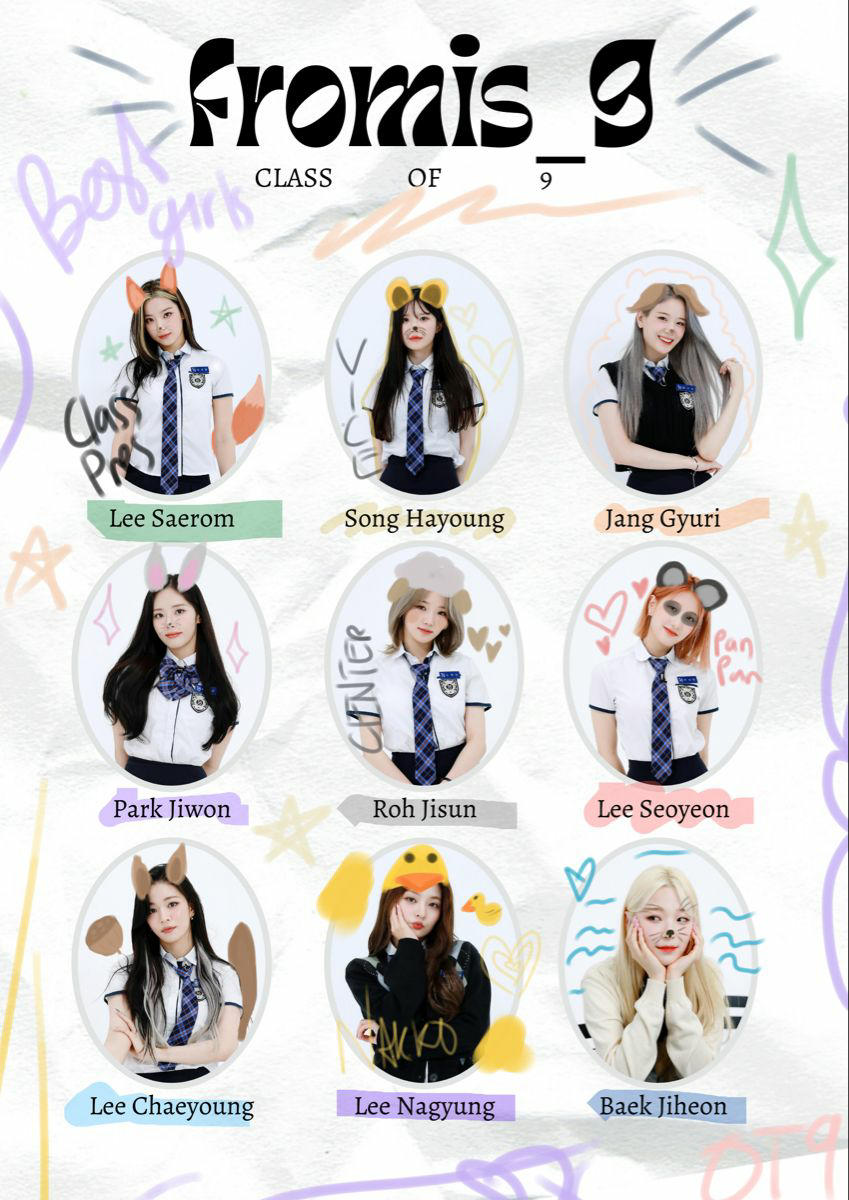 fromis_9
CLASS OF 9
Best
girls
Class
Pres
VICE
Lee Saerom
Song Hayoung
Jang Gyuri
CENTER
Pan
Pan
Park Jiwon
Roh Jisun
Lee Seoyeon
NAKKO
Lee Chaeyoung
Lee Nagyung
Baek Jiheon
OT9